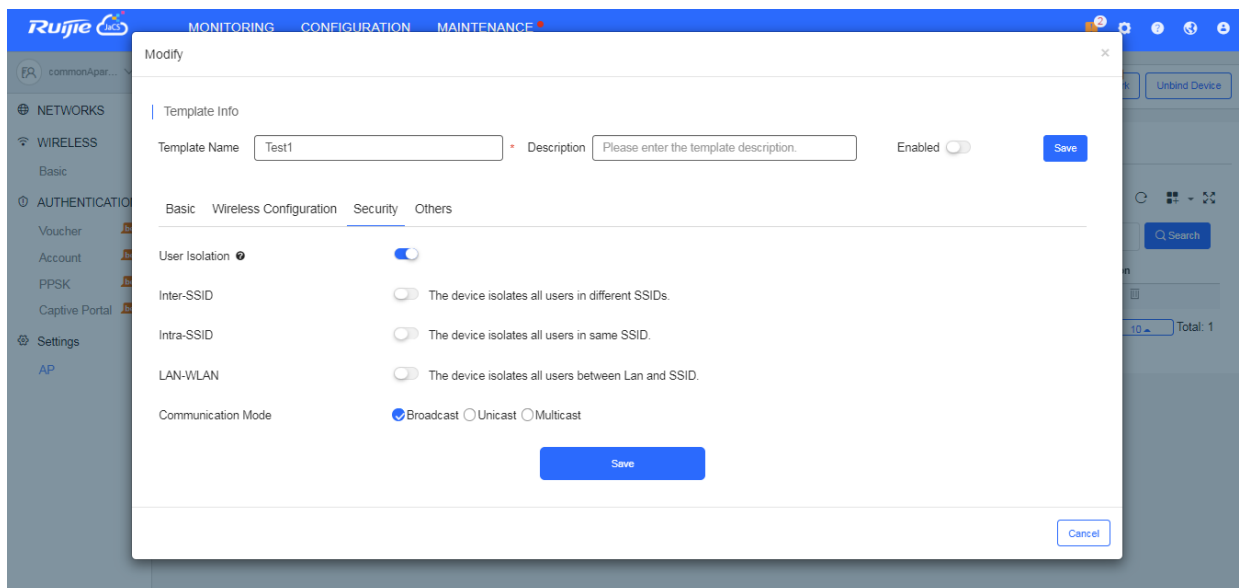 Ruijie JaCS MONITORING CONFIGURATION MAINTENANCE 2
Modify ×
commonApar...
Unbind Device
NETWORKS
Template Info
WIRELESS
Template Name Test1 * Description Please enter the template description. Enabled Save
Basic
AUTHENTICATIO
Basic Wireless Configuration Security Others
Voucher
Search
Account
User Isolation
PPSK
Inter-SSID The device isolates all users in different SSIDs.
Captive Portal
10 Total: 1
Settings
Intra-SSID The device isolates all users in same SSID.
AP
LAN-WLAN The device isolates all users between Lan and SSID.
Communication Mode Broadcast Unicast Multicast
Save
Cancel